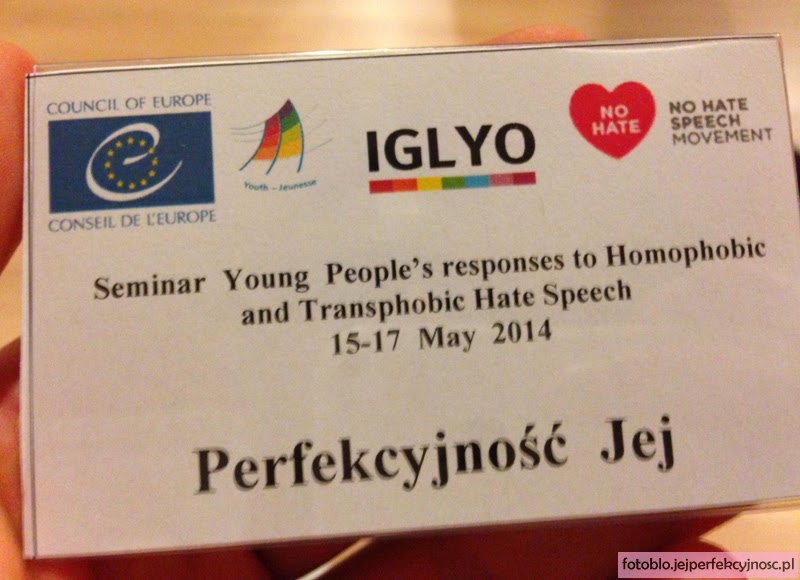 COUNCIL OF EUROPE
CONSEIL DE L'EUROPE
Youth – Jeunesse
IGLYO
NO
HATE
NO HATE
SPEECH
MOVEMENT
Seminar Young People's responses to Homophobic
and Transphobic Hate Speech
15-17 May 2014
Perfekcyjność Jej
fotoblo.jejperfekcyjnosc.pl